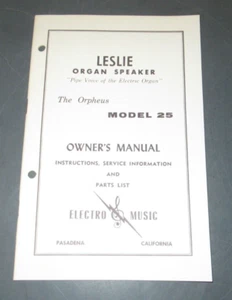 LESLIE
ORGAN SPEAKER
"Pipe Voice of the Electric Organ"
The Orpheus
MODEL 25
OWNER'S MANUAL
INSTRUCTIONS, SERVICE INFORMATION
AND
PARTS LIST
ELECTRO MUSIC
PASADENA CALIFORNIA